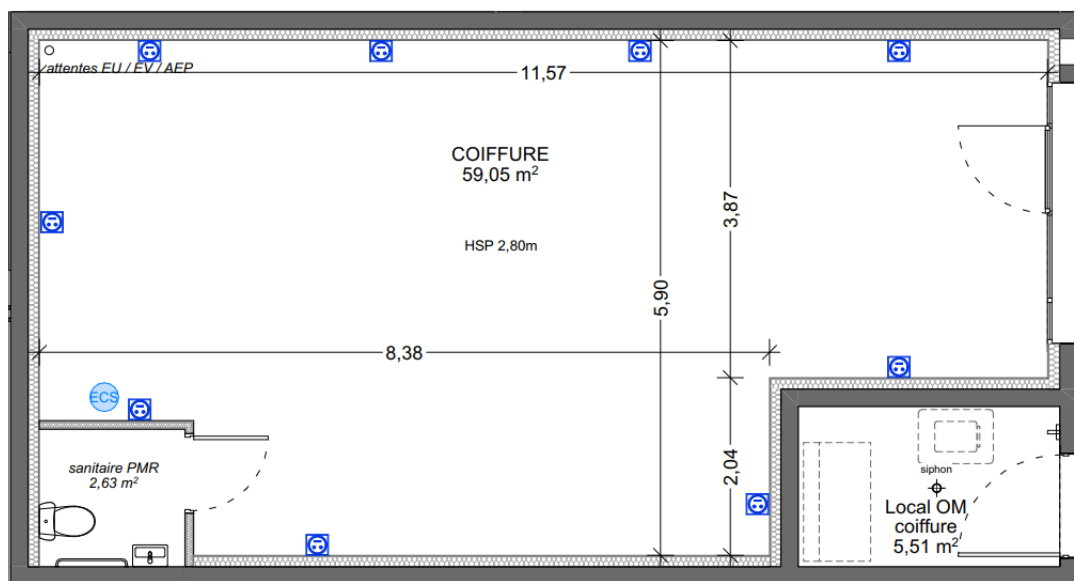 attentes EU / EV / AEP
11,57
COIFFURE
59,05 m²
3,87
HSP 2,80m
5,90
8,38
ECS
sanitaire PMR
2,63 m²
2,04
siphon
Local OM
coiffure
5,51 m²